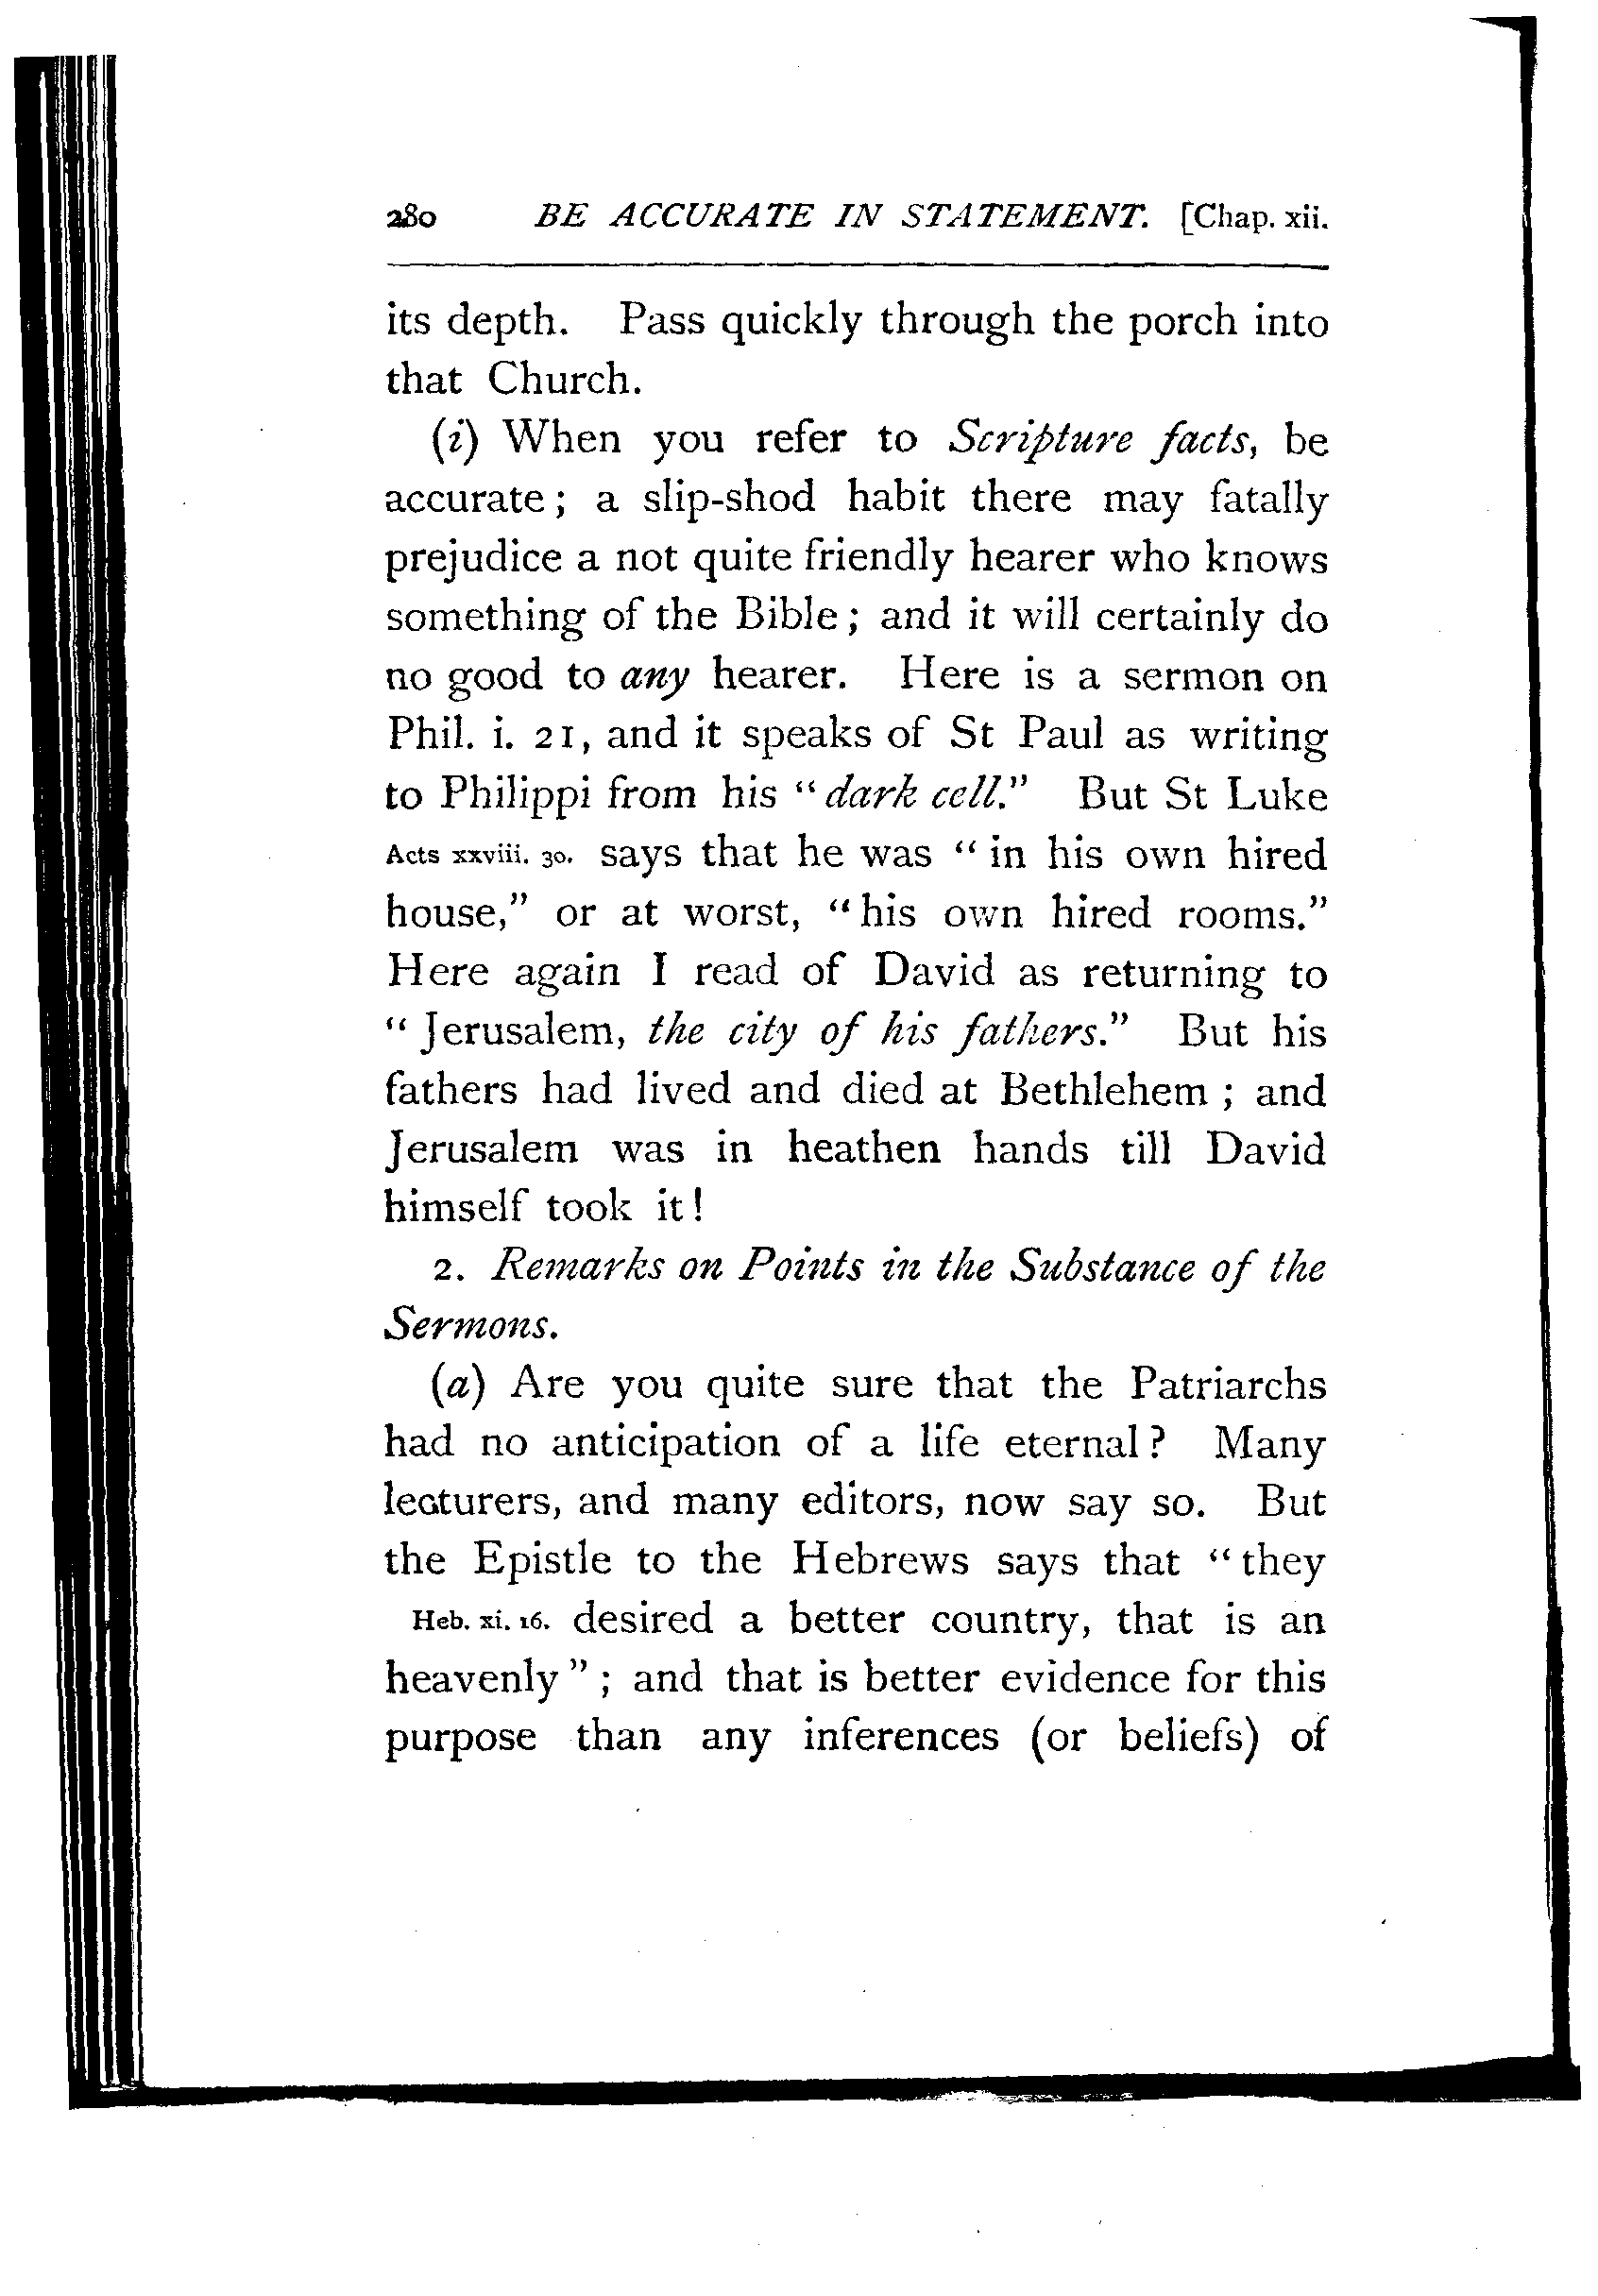 280 BE ACCURATE IN STATEMENT. [Chap. xii.
its depth. Pass quickly through the porch into
that Church.
(i) When you refer to Scripture facts, be
accurate; a slip-shod habit there may fatally
prejudice a not quite friendly hearer who knows
something of the Bible; and it will certainly do
no good to any hearer. Here is a sermon on
Phil. i. 21, and it speaks of St Paul as writing
to Philippi from his "dark cell." But St Luke
Acts xxviii. 30. says that he was "in his own hired
house," or at worst, "his own hired rooms."
Here again I read of David as returning to
"Jerusalem, the city of his fathers." But his
fathers had lived and died at Bethlehem; and
Jerusalem was in heathen hands till David
himself took it!
2. Remarks on Points in the Substance of the
Sermons.
(a) Are you quite sure that the Patriarchs
had no anticipation of a life eternal? Many
lecturers, and many editors, now say so. But
the Epistle to the Hebrews says that "they
Heb. xi. 16. desired a better country, that is an
heavenly"; and that is better evidence for this
purpose than any inferences (or beliefs) of